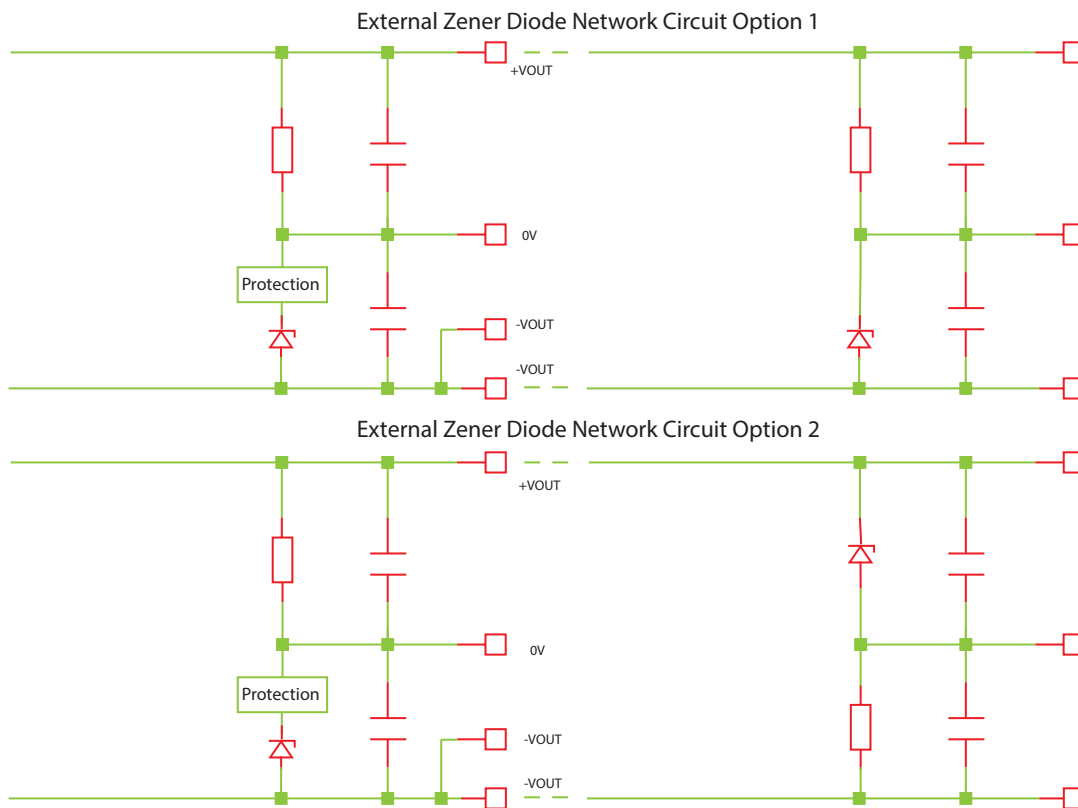 External Zener Diode Network Circuit Option 1
+VOUT
0V
Protection
-VOUT
-VOUT
External Zener Diode Network Circuit Option 2
+VOUT
0V
Protection
-VOUT
-VOUT